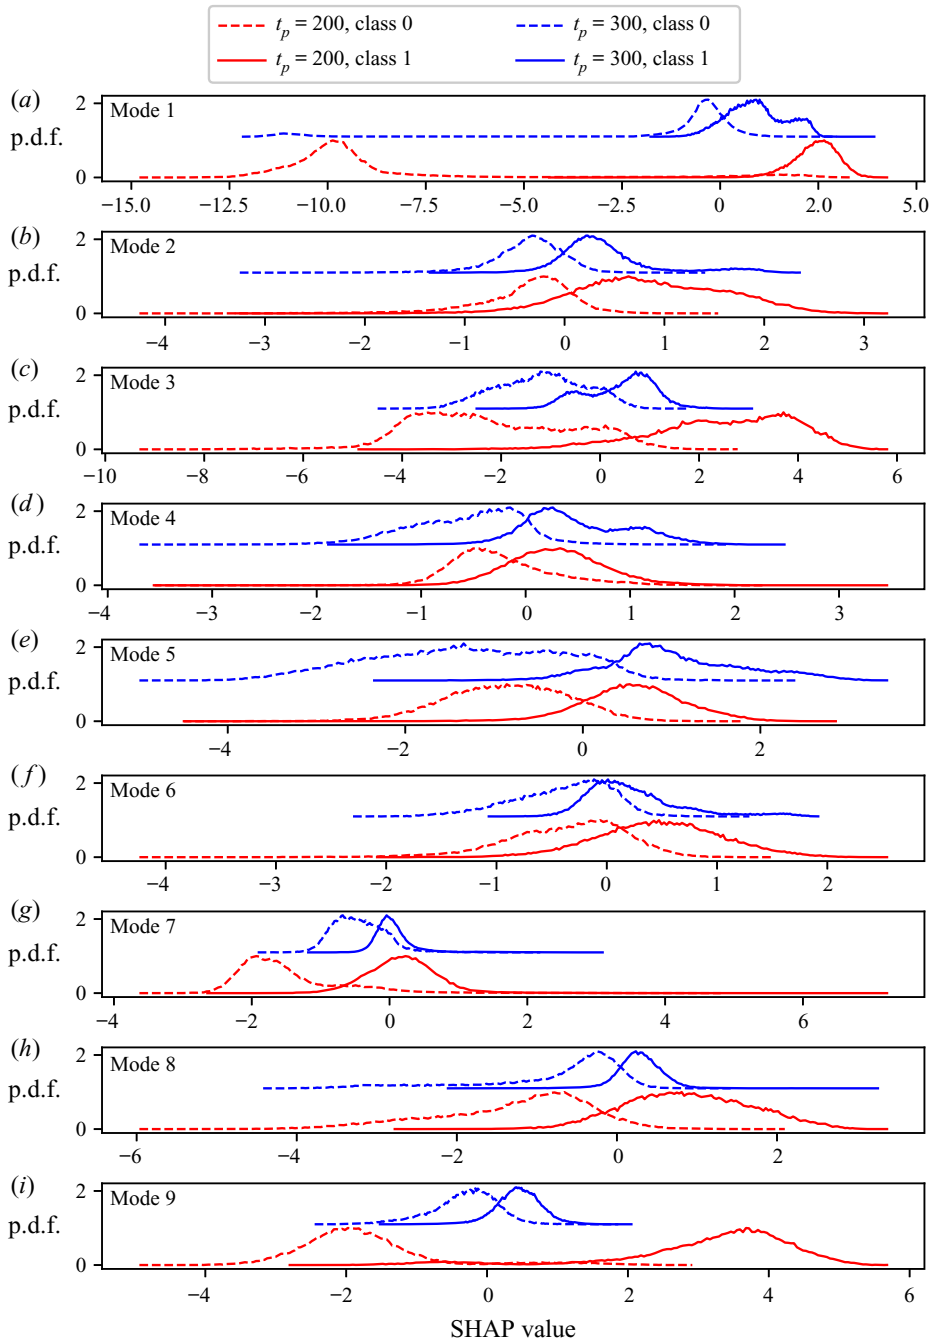 t_p = 200, class 0
t_p = 300, class 0
t_p = 200, class 1
t_p = 300, class 1
(a)
Mode 1
2
p.d.f.
0
−15.0 −12.5 −10.0 −7.5 −5.0 −2.5 0 2.0 5.0
(b)
Mode 2
2
p.d.f.
0
−4 −3 −2 −1 0 1 2 3
(c)
Mode 3
2
p.d.f.
0
−10 −8 −6 −4 −2 0 2 4 6
(d)
Mode 4
2
p.d.f.
0
−4 −3 −2 −1 0 1 2 3
(e)
Mode 5
2
p.d.f.
0
−4 −2 0 2
(f)
Mode 6
2
p.d.f.
0
−4 −3 −2 −1 0 1 2
(g)
Mode 7
2
p.d.f.
0
−4 −2 0 2 4 6
(h)
Mode 8
2
p.d.f.
0
−6 −4 −2 0 2
(i)
Mode 9
2
p.d.f.
0
−4 −2 0 2 4 6
SHAP value